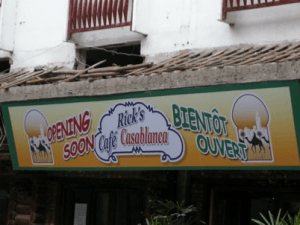 OPENING
SOON
Rick's
Café Casablanca
BIENTÔT
OUVERT